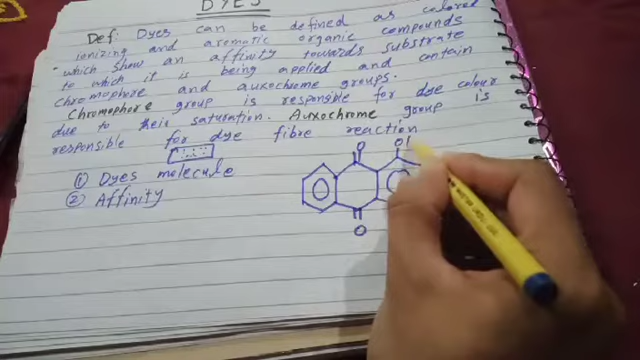 DYES
Def: Dyes can be defined as colored
ionizing and aromatic organic compounds
which show an affinity towards substrate
to which it is being applied and contain
chromophore and auxochrome groups.
Chromophore group is responsible for dye colour
due to their saturation. Auxochrome group is
responsible for dye fibre reaction
① Dyes molecule
② Affinity
O
O
O